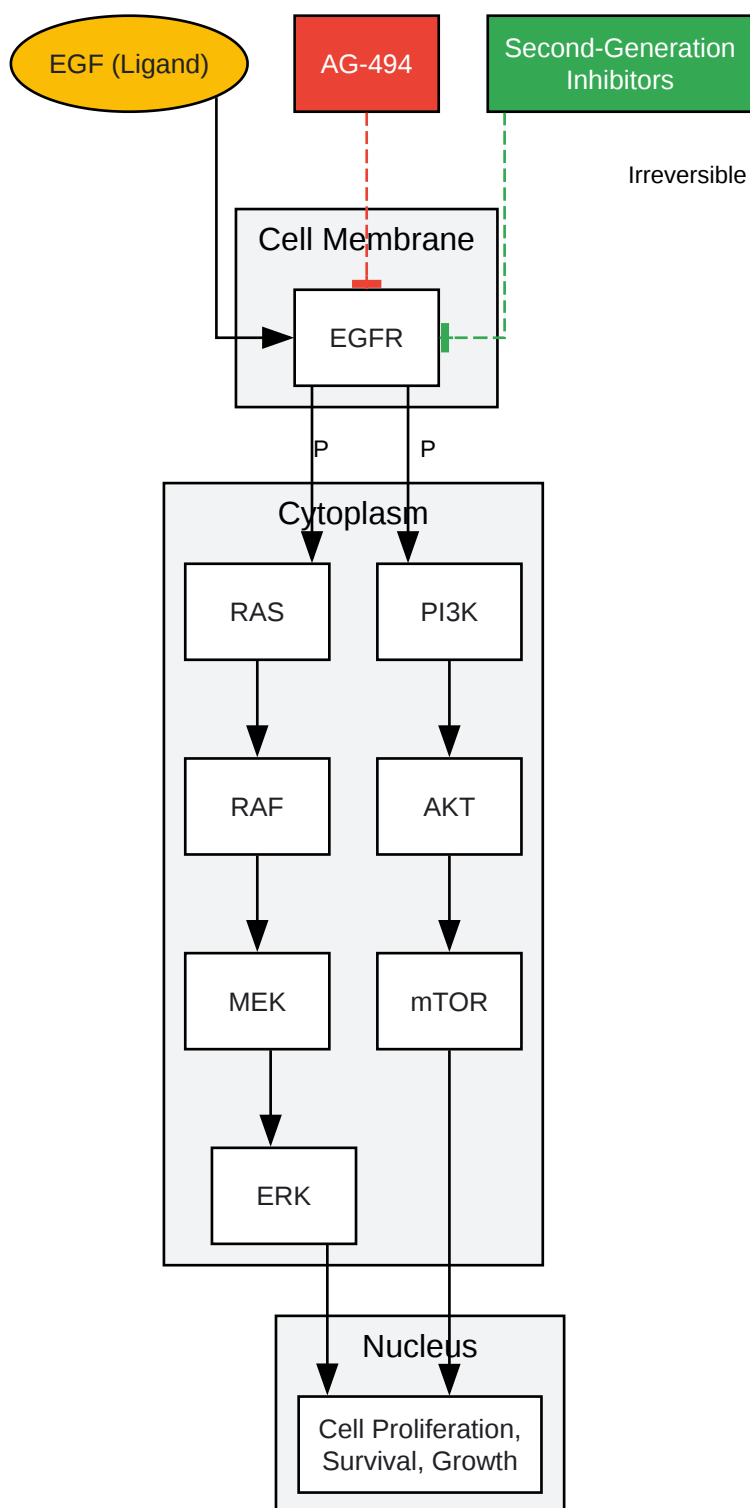 EGF (Ligand)
AG-494
Second-Generation
Inhibitors
Irreversible
Cell Membrane
EGFR
P
P
Cytoplasm
RAS
PI3K
RAF
AKT
MEK
mTOR
ERK
Nucleus
Cell Proliferation,
Survival, Growth